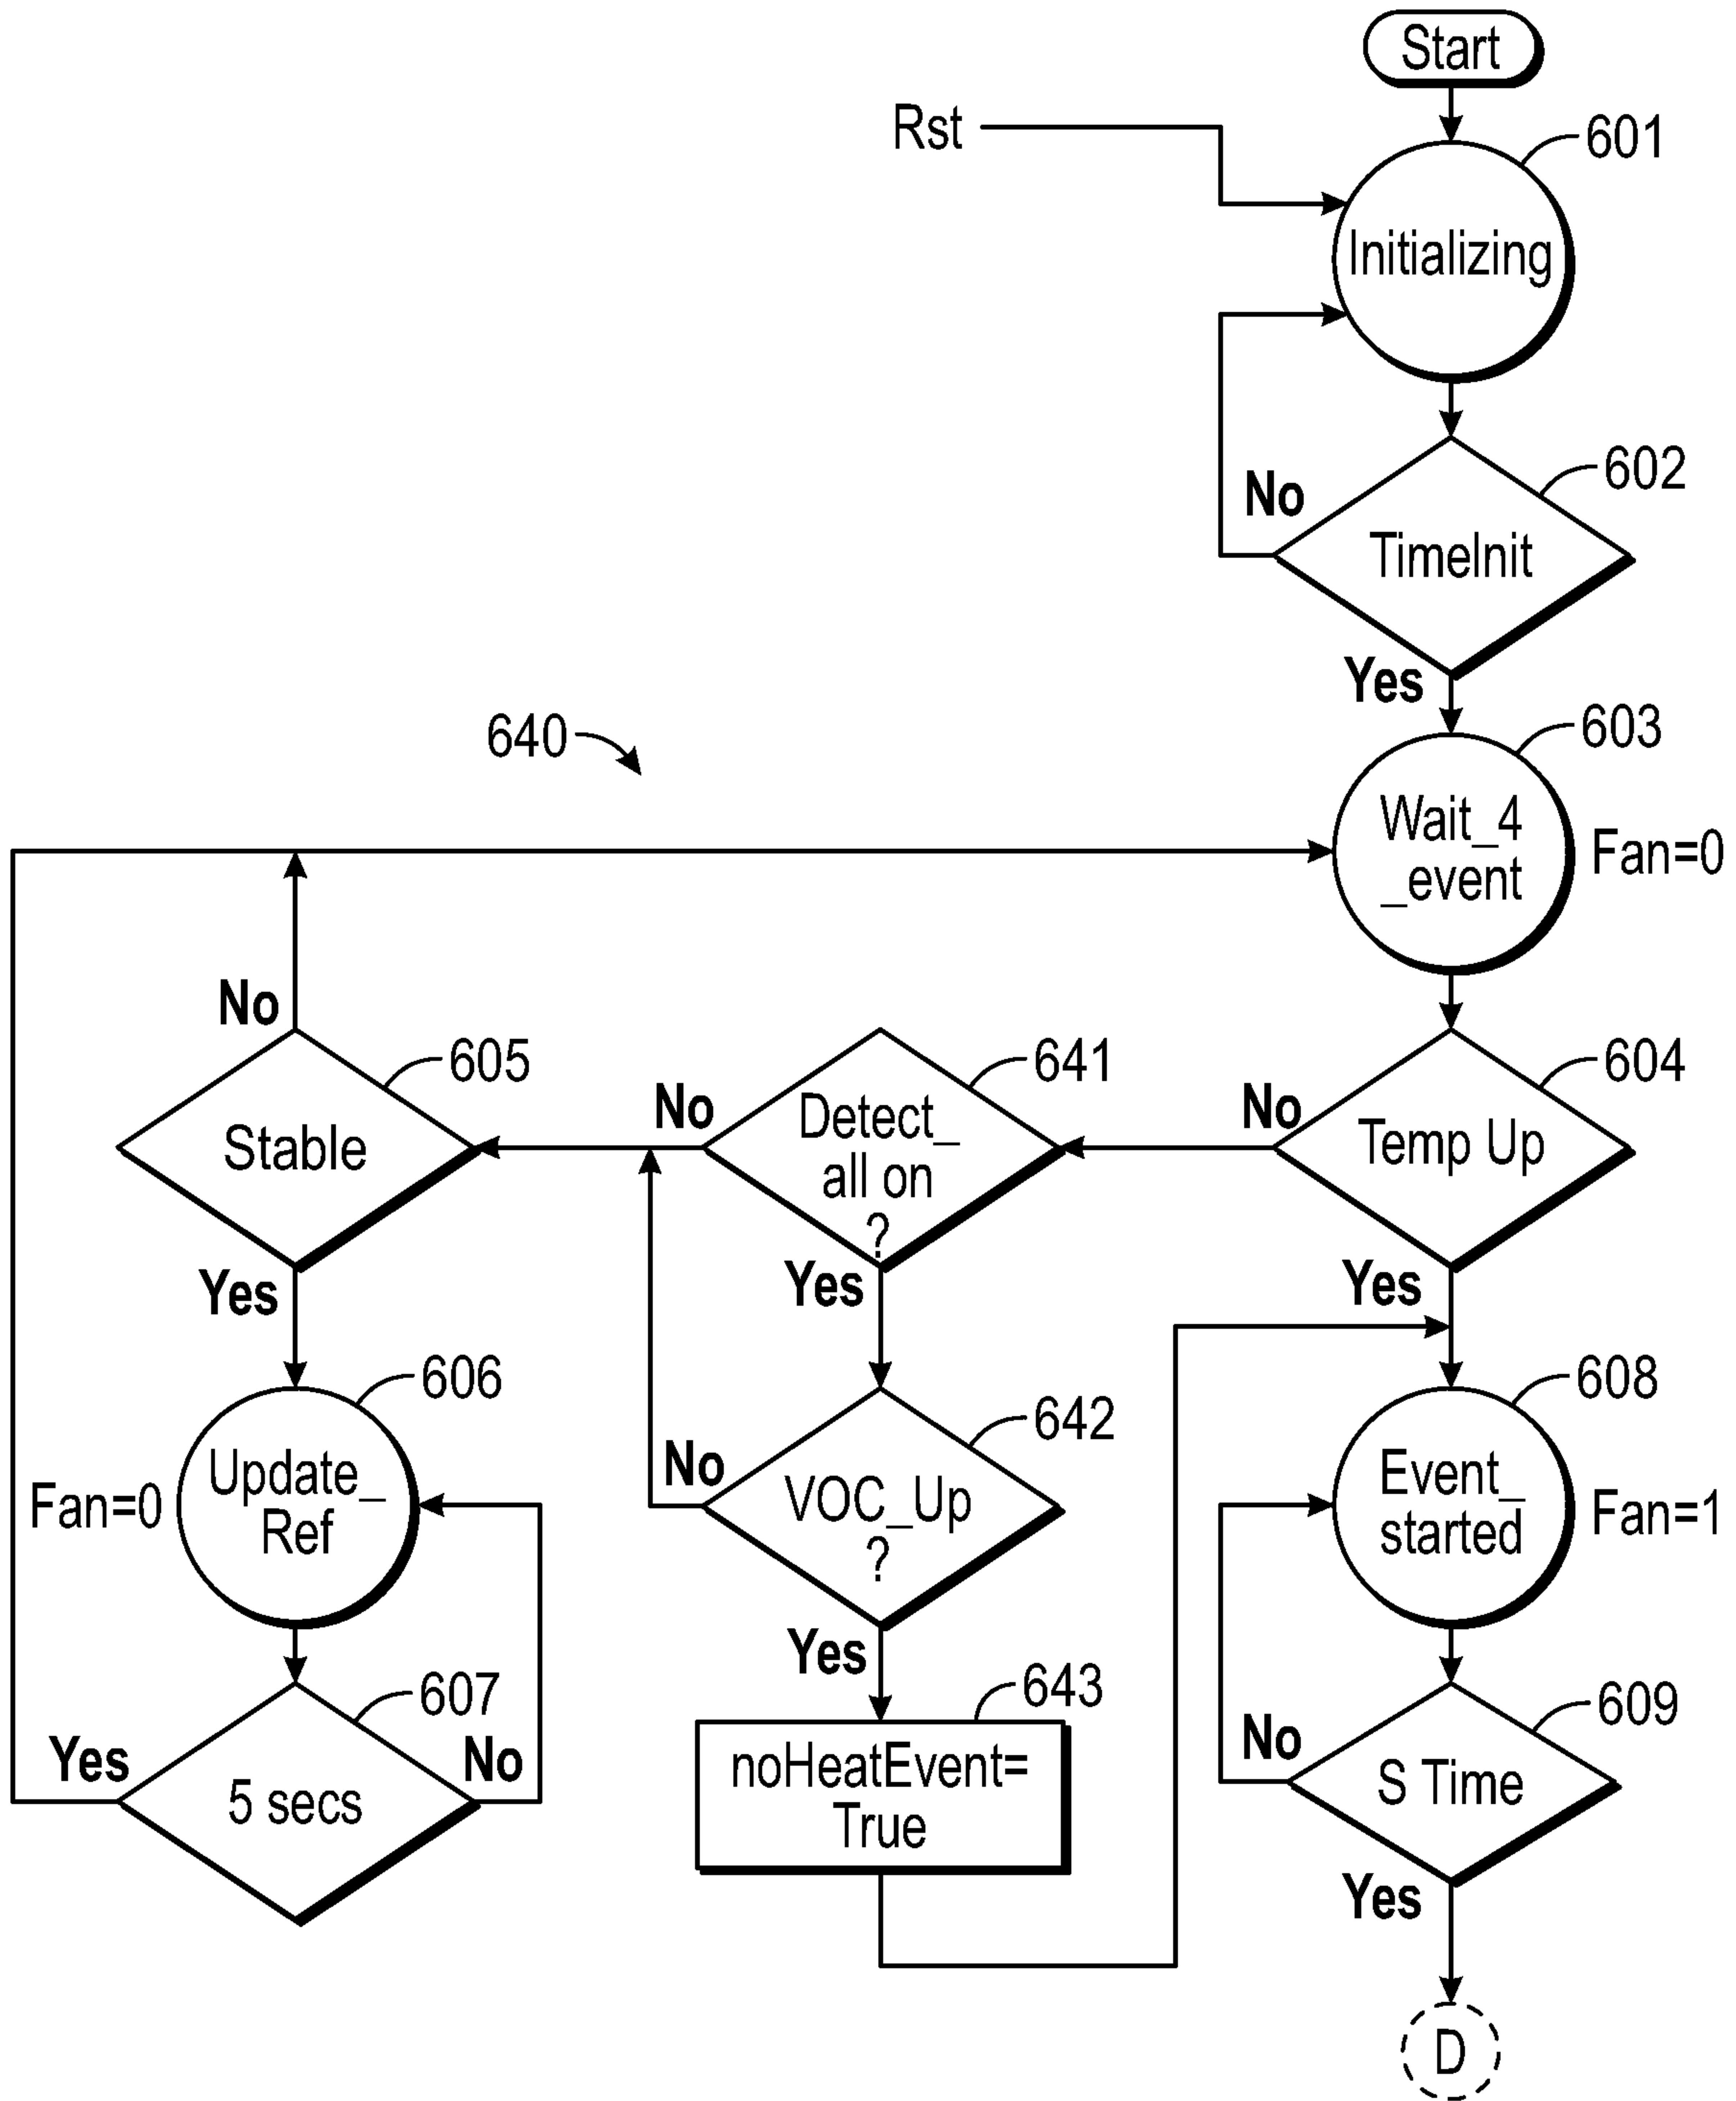 Start
Rst
601
Initializing
602
No
TimeInit
Yes
603
640
Wait_4
_event
Fan=0
No
605
641
604
No
No
Stable
Detect_
all on
?
Temp Up
Yes
Yes
Yes
606
608
642
Update_
Ref
Fan=0
No
VOC_Up
?
Event_
started
Fan=1
Yes
607
643
609
Yes
No
No
5 secs
noHeatEvent=
True
S Time
Yes
D